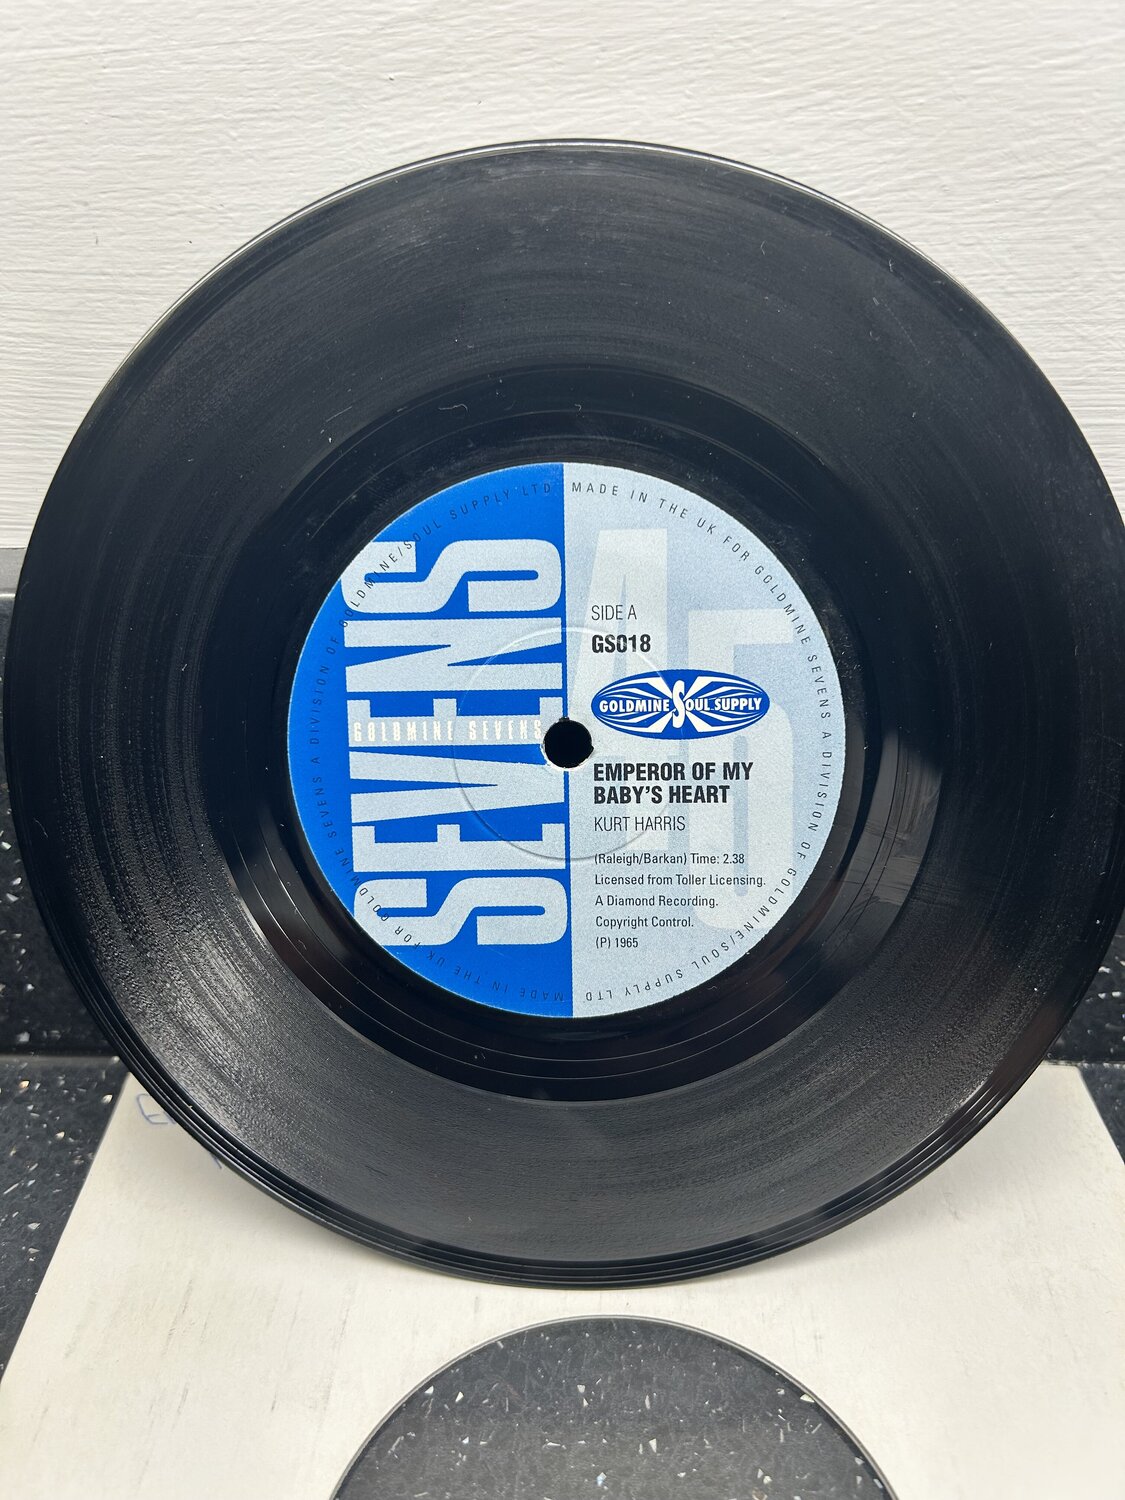 MADE IN THE UK FOR GOLDMINE SEVENS A DIVISION OF GOLDMINE/SOUL SUPPLY LTD
MADE IN THE UK FOR GOLDMINE SEVENS A DIVISION OF GOLDMINE/SOUL SUPPLY LTD
SEVENS
GOLDMINE SEVENS
45
SIDE A
GS018
GOLDMINE SOUL SUPPLY
EMPEROR OF MY
BABY'S HEART
KURT HARRIS
(Raleigh/Barkan) Time: 2.38
Licensed from Toller Licensing.
A Diamond Recording.
Copyright Control.
(P) 1965